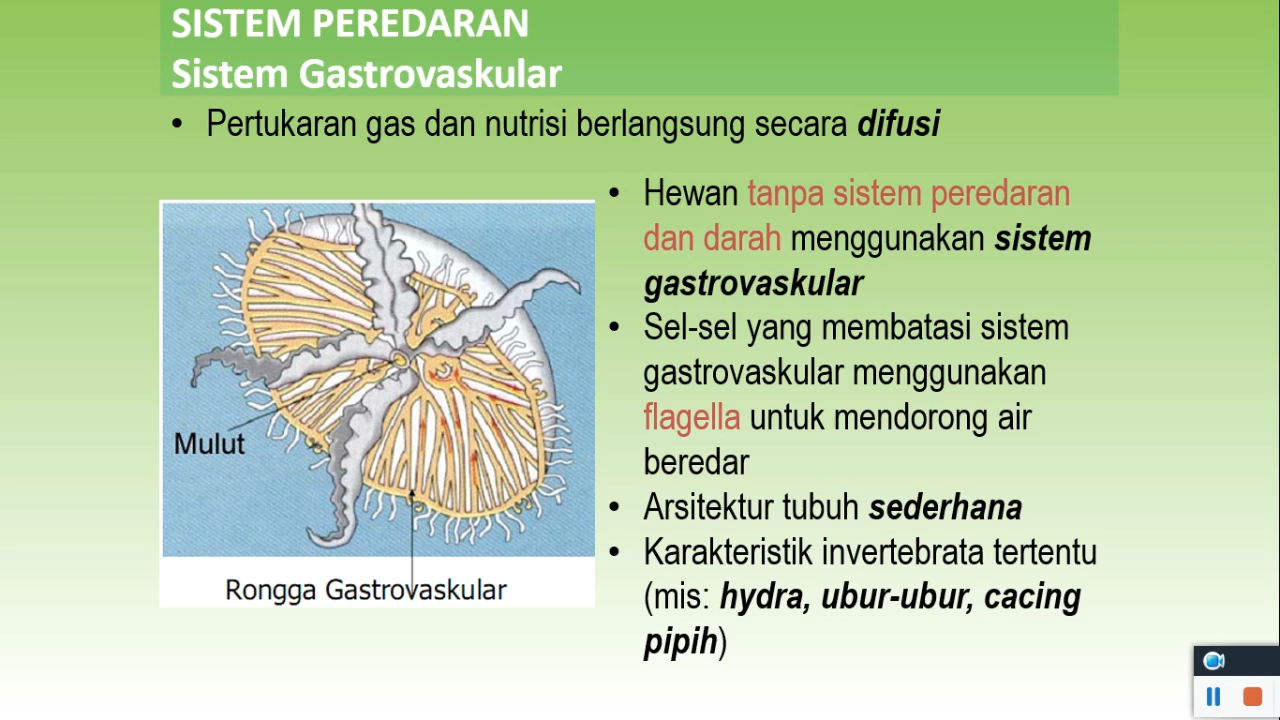 SISTEM PEREDARAN
Sistem Gastrovaskular
• Pertukaran gas dan nutrisi berlangsung secara difusi
• Hewan tanpa sistem peredaran
dan darah menggunakan sistem
gastrovaskular
• Sel-sel yang membatasi sistem
gastrovaskular menggunakan
flagella untuk mendorong air
beredar
• Arsitektur tubuh sederhana
• Karakteristik invertebrata tertentu
(mis: hydra, ubur-ubur, cacing
pipih)
Mulut
Rongga Gastrovaskular